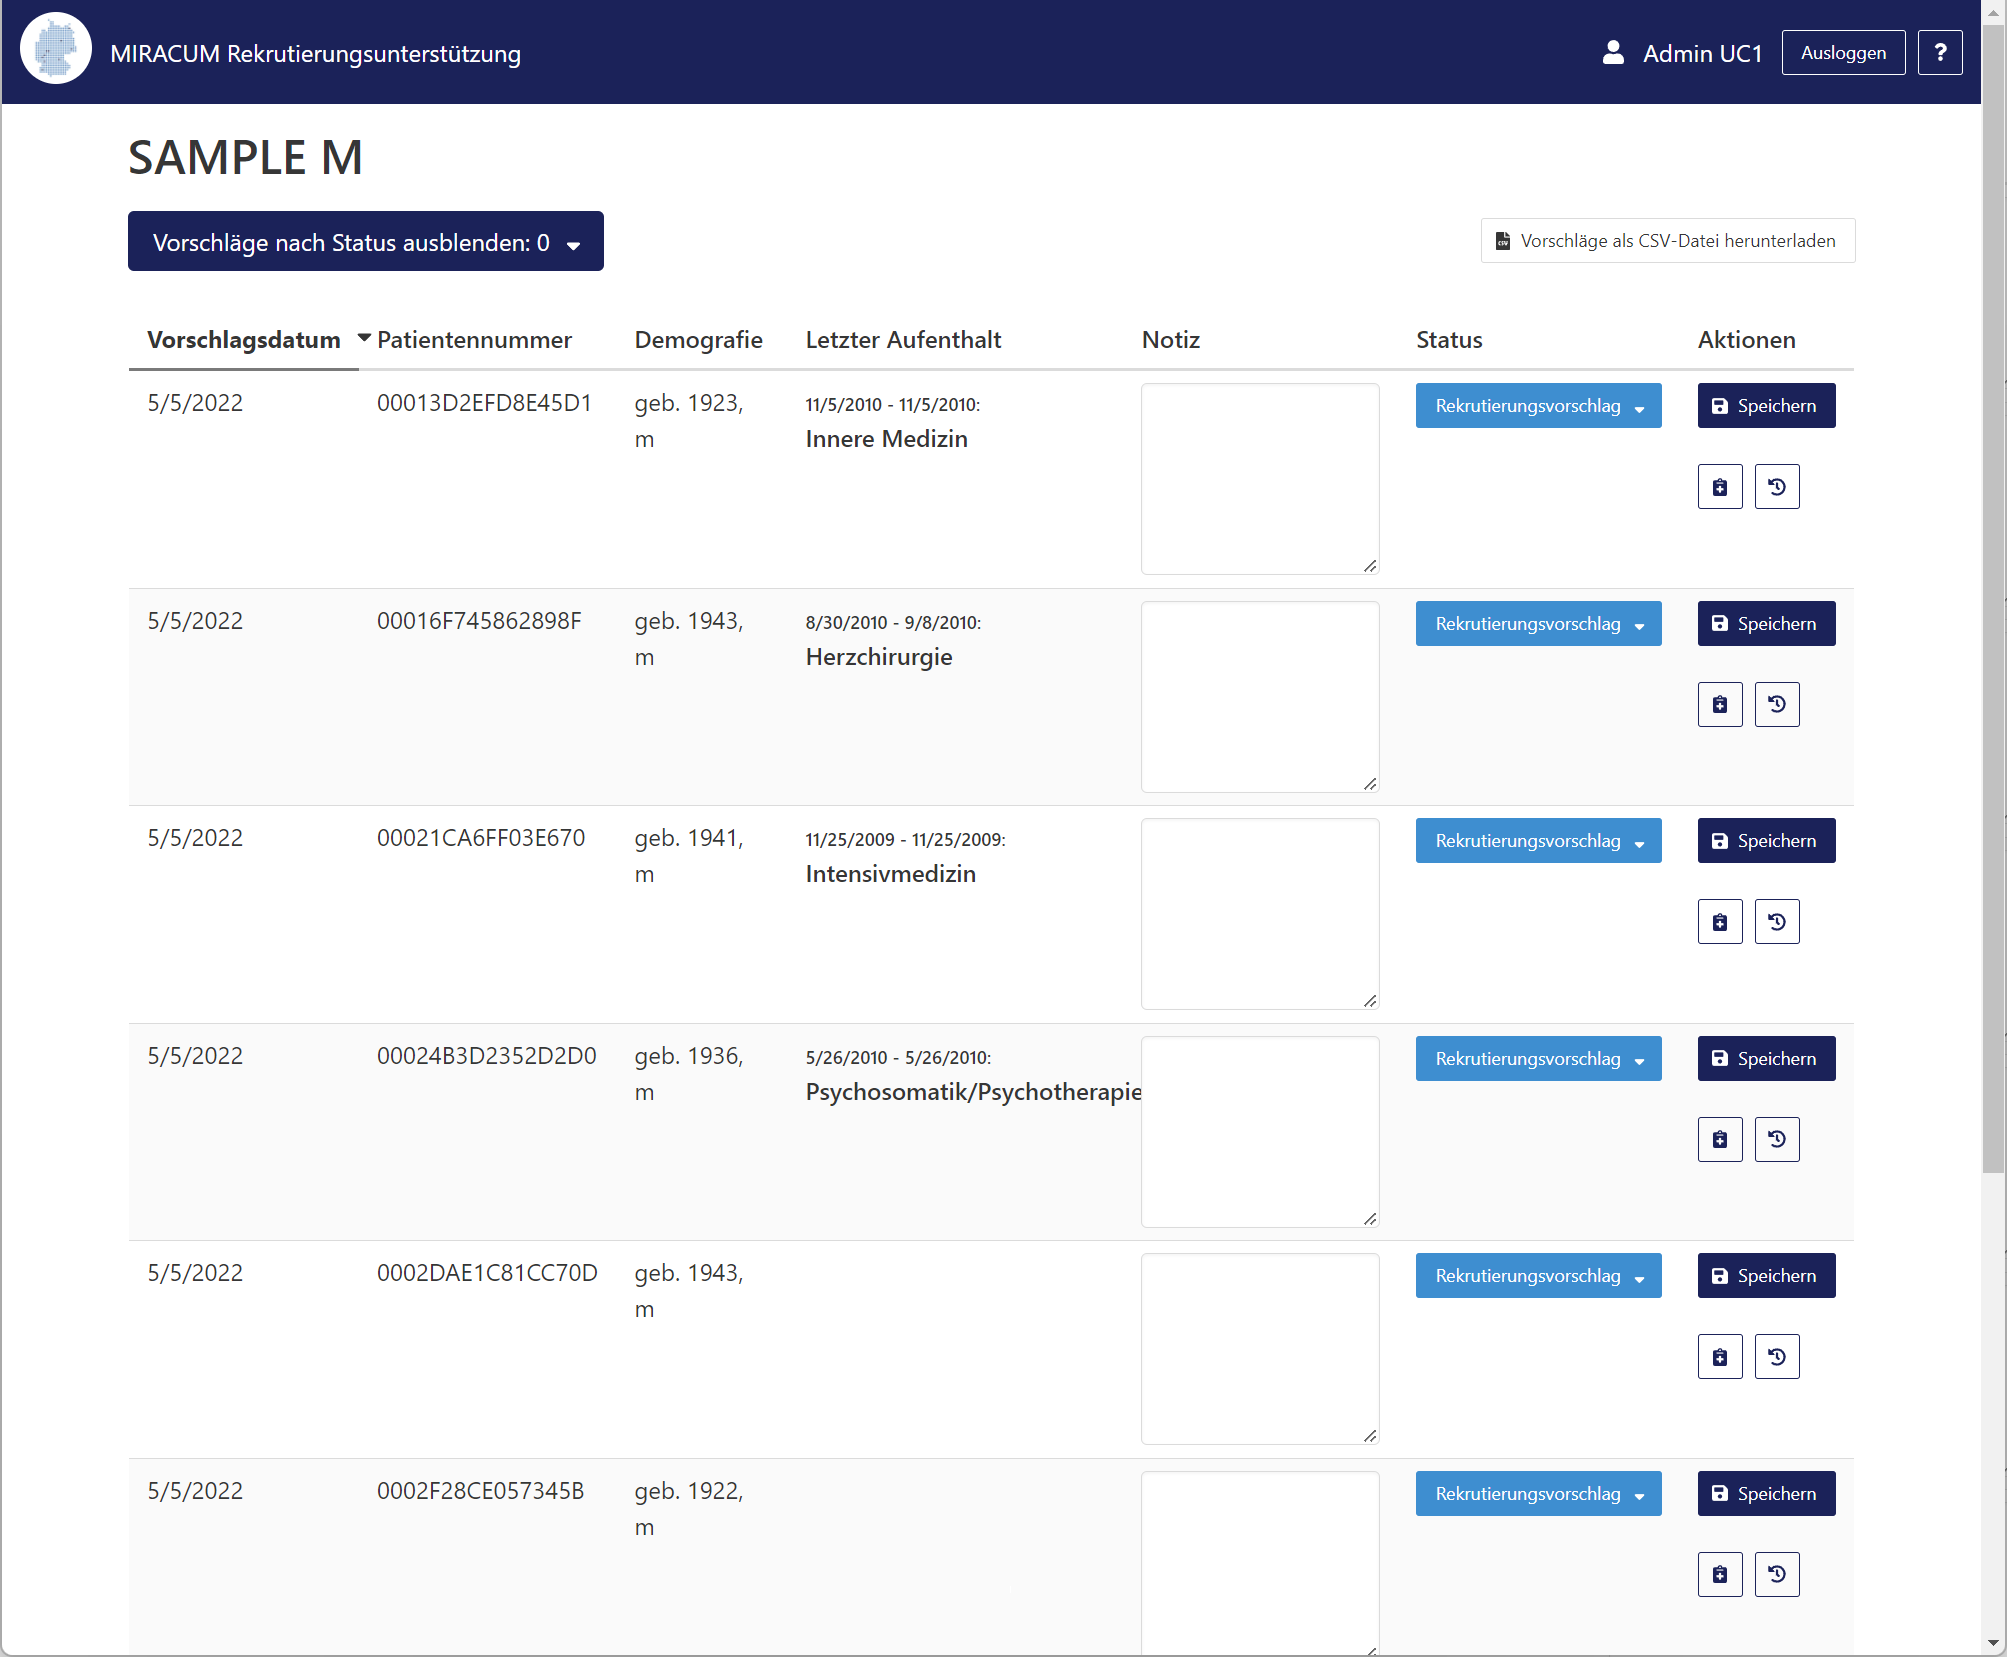 MIRACUM Rekrutierungsunterstützung
Admin UC1
Ausloggen
?
SAMPLE M
Vorschläge nach Status ausblenden: 0
Vorschläge als CSV-Datei herunterladen
Vorschlagsdatum Patientennummer Demografie Letzter Aufenthalt Notiz Status Aktionen
5/5/2022 00013D2EFD8E45D1 geb. 1923, 11/5/2010 - 11/5/2010: Rekrutierungsvorschlag Speichern
m Innere Medizin
5/5/2022 00016F745862898F geb. 1943, 8/30/2010 - 9/8/2010: Rekrutierungsvorschlag Speichern
m Herzchirurgie
5/5/2022 00021CA6FF03E670 geb. 1941, 11/25/2009 - 11/25/2009: Rekrutierungsvorschlag Speichern
m Intensivmedizin
5/5/2022 00024B3D2352D2D0 geb. 1936, 5/26/2010 - 5/26/2010: Rekrutierungsvorschlag Speichern
m Psychosomatik/Psychotherapie
5/5/2022 0002DAE1C81CC70D geb. 1943, Rekrutierungsvorschlag Speichern
m
5/5/2022 0002F28CE057345B geb. 1922, Rekrutierungsvorschlag Speichern
m